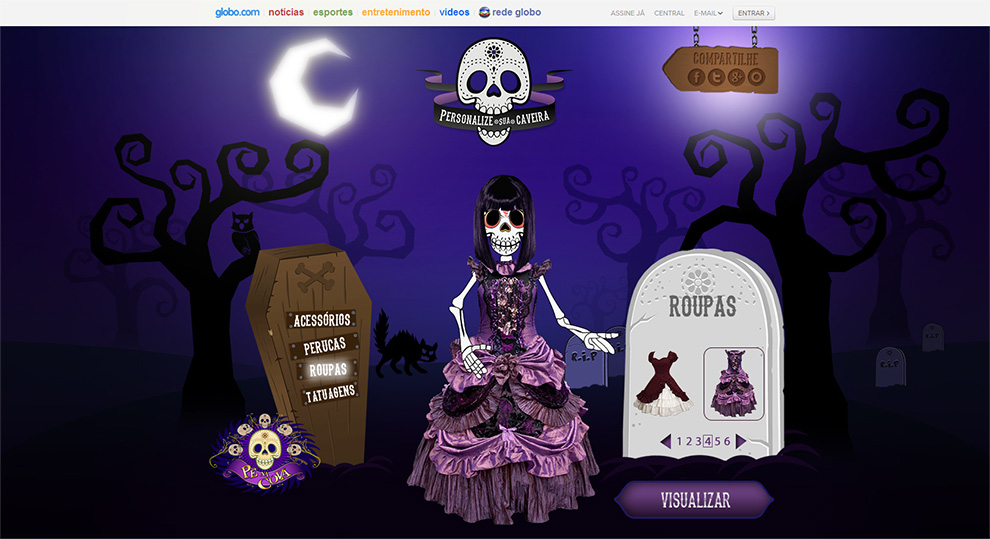 globo.com notícias esportes entretenimento vídeos rede globo ASSINE JÁ CENTRAL E-MAIL ENTRAR
COMPARTILHE
PERSONALIZE SUA CAVEIRA
ACESSÓRIOS
PERUCAS
ROUPAS
TATUAGENS
PÉ NA COVA
ROUPAS
1 2 3 4 5 6
VISUALIZAR
R.I.P
R.I.P